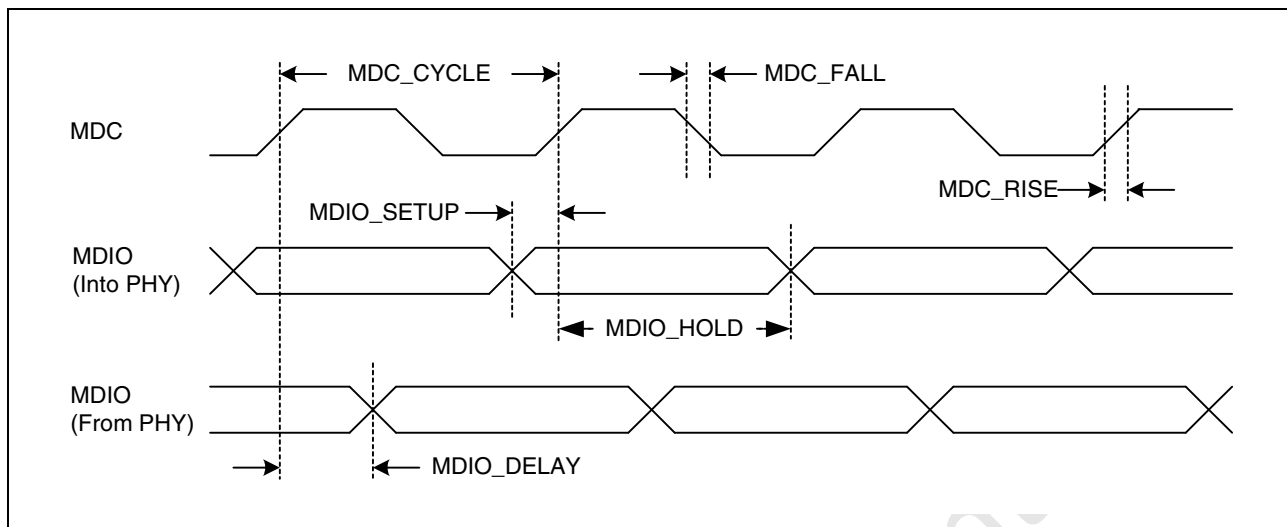 MDC_CYCLE
MDC_FALL
MDC
MDC_RISE
MDIO_SETUP
MDIO
(Into PHY)
MDIO_HOLD
MDIO
(From PHY)
MDIO_DELAY